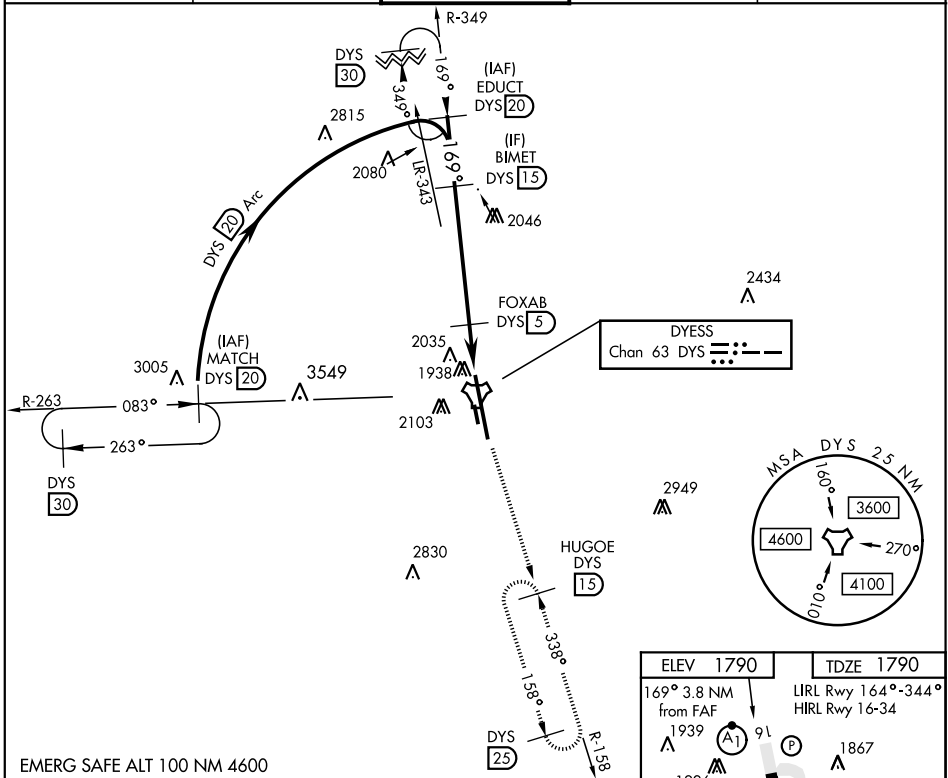 R-349
DYS
30
169°
349°
(IAF)
EDUCT
DYS 20
2815
(IF)
BIMET
DYS 15
2080
LR-343
169°
2046
DYS 20 Arc
2434
FOXAB
DYS 5
DYESS
Chan 63 DYS
2035
1938
(IAF)
MATCH
DYS 20
3005
3549
R-263
083°
263°
2103
DYS
30
MSA DYS 25 NM
160°
3600
4600
270°
4100
010°
2949
2830
HUGOE
DYS
15
338°
158°
DYS
25
R-158
ELEV 1790
TDZE 1790
169° 3.8 NM
from FAF
LIRL Rwy 164°-344°
HIRL Rwy 16-34
1939
A1
16
P
1867
EMERG SAFE ALT 100 NM 4600